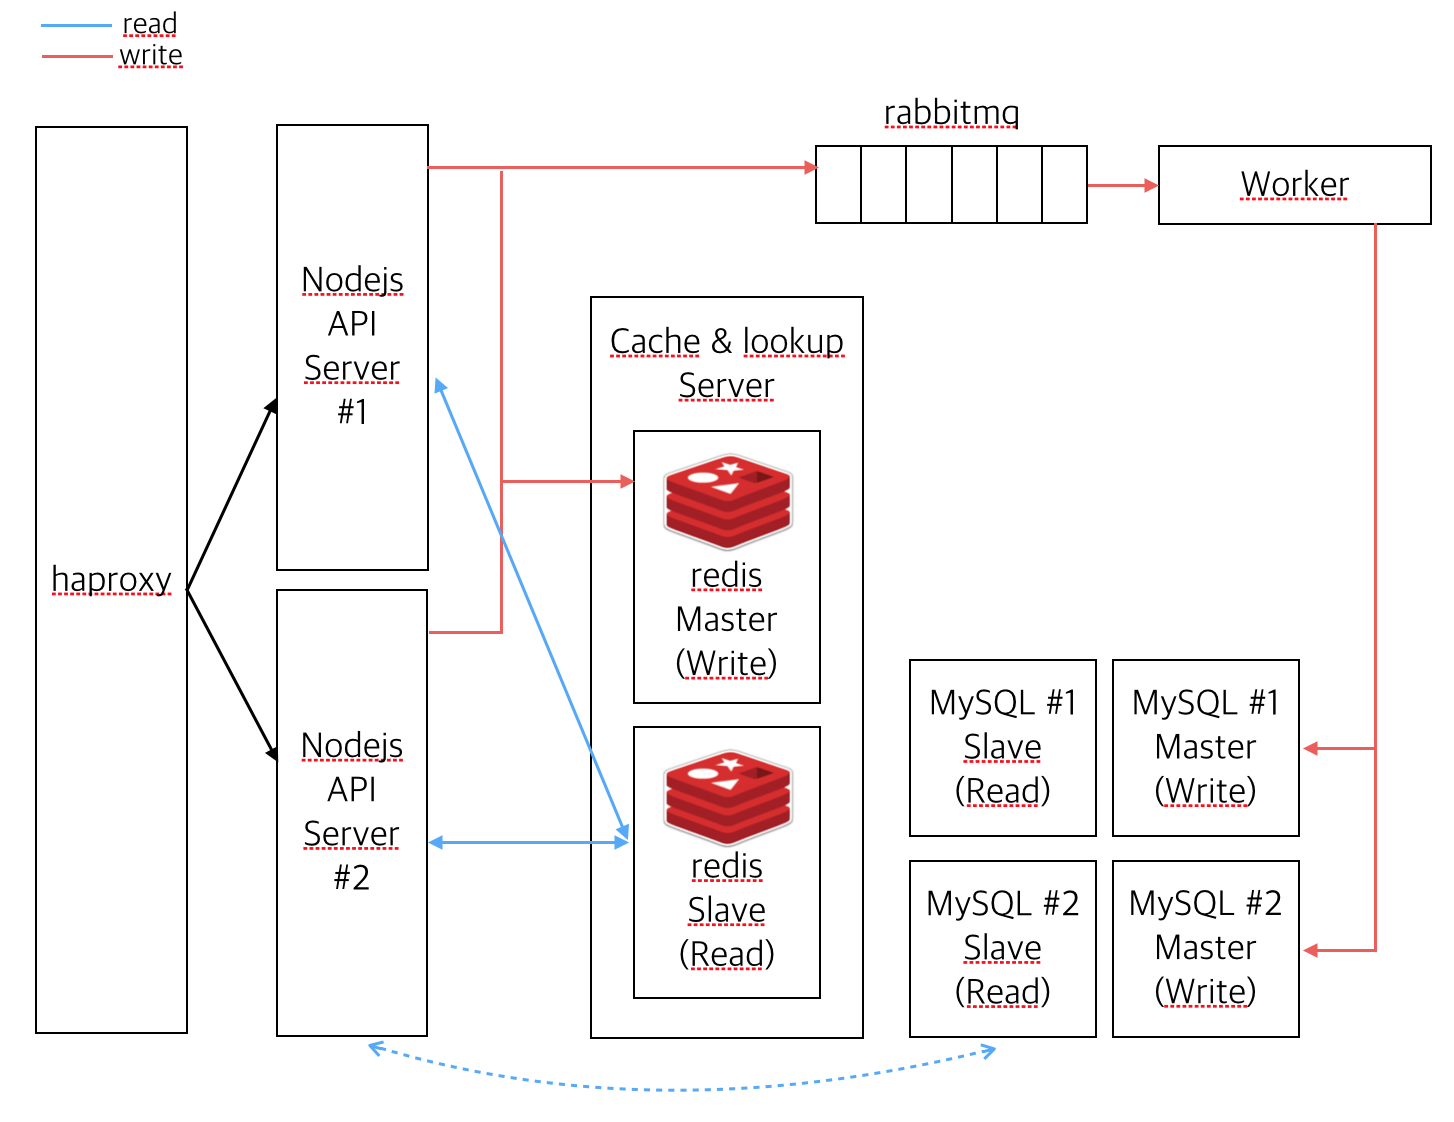 read
write
rabbitmq
Worker
haproxy
Nodejs
API
Server
#1
Nodejs
API
Server
#2
Cache & lookup
Server
redis
Master
(Write)
redis
Slave
(Read)
MySQL #1
Slave
(Read)
MySQL #1
Master
(Write)
MySQL #2
Slave
(Read)
MySQL #2
Master
(Write)